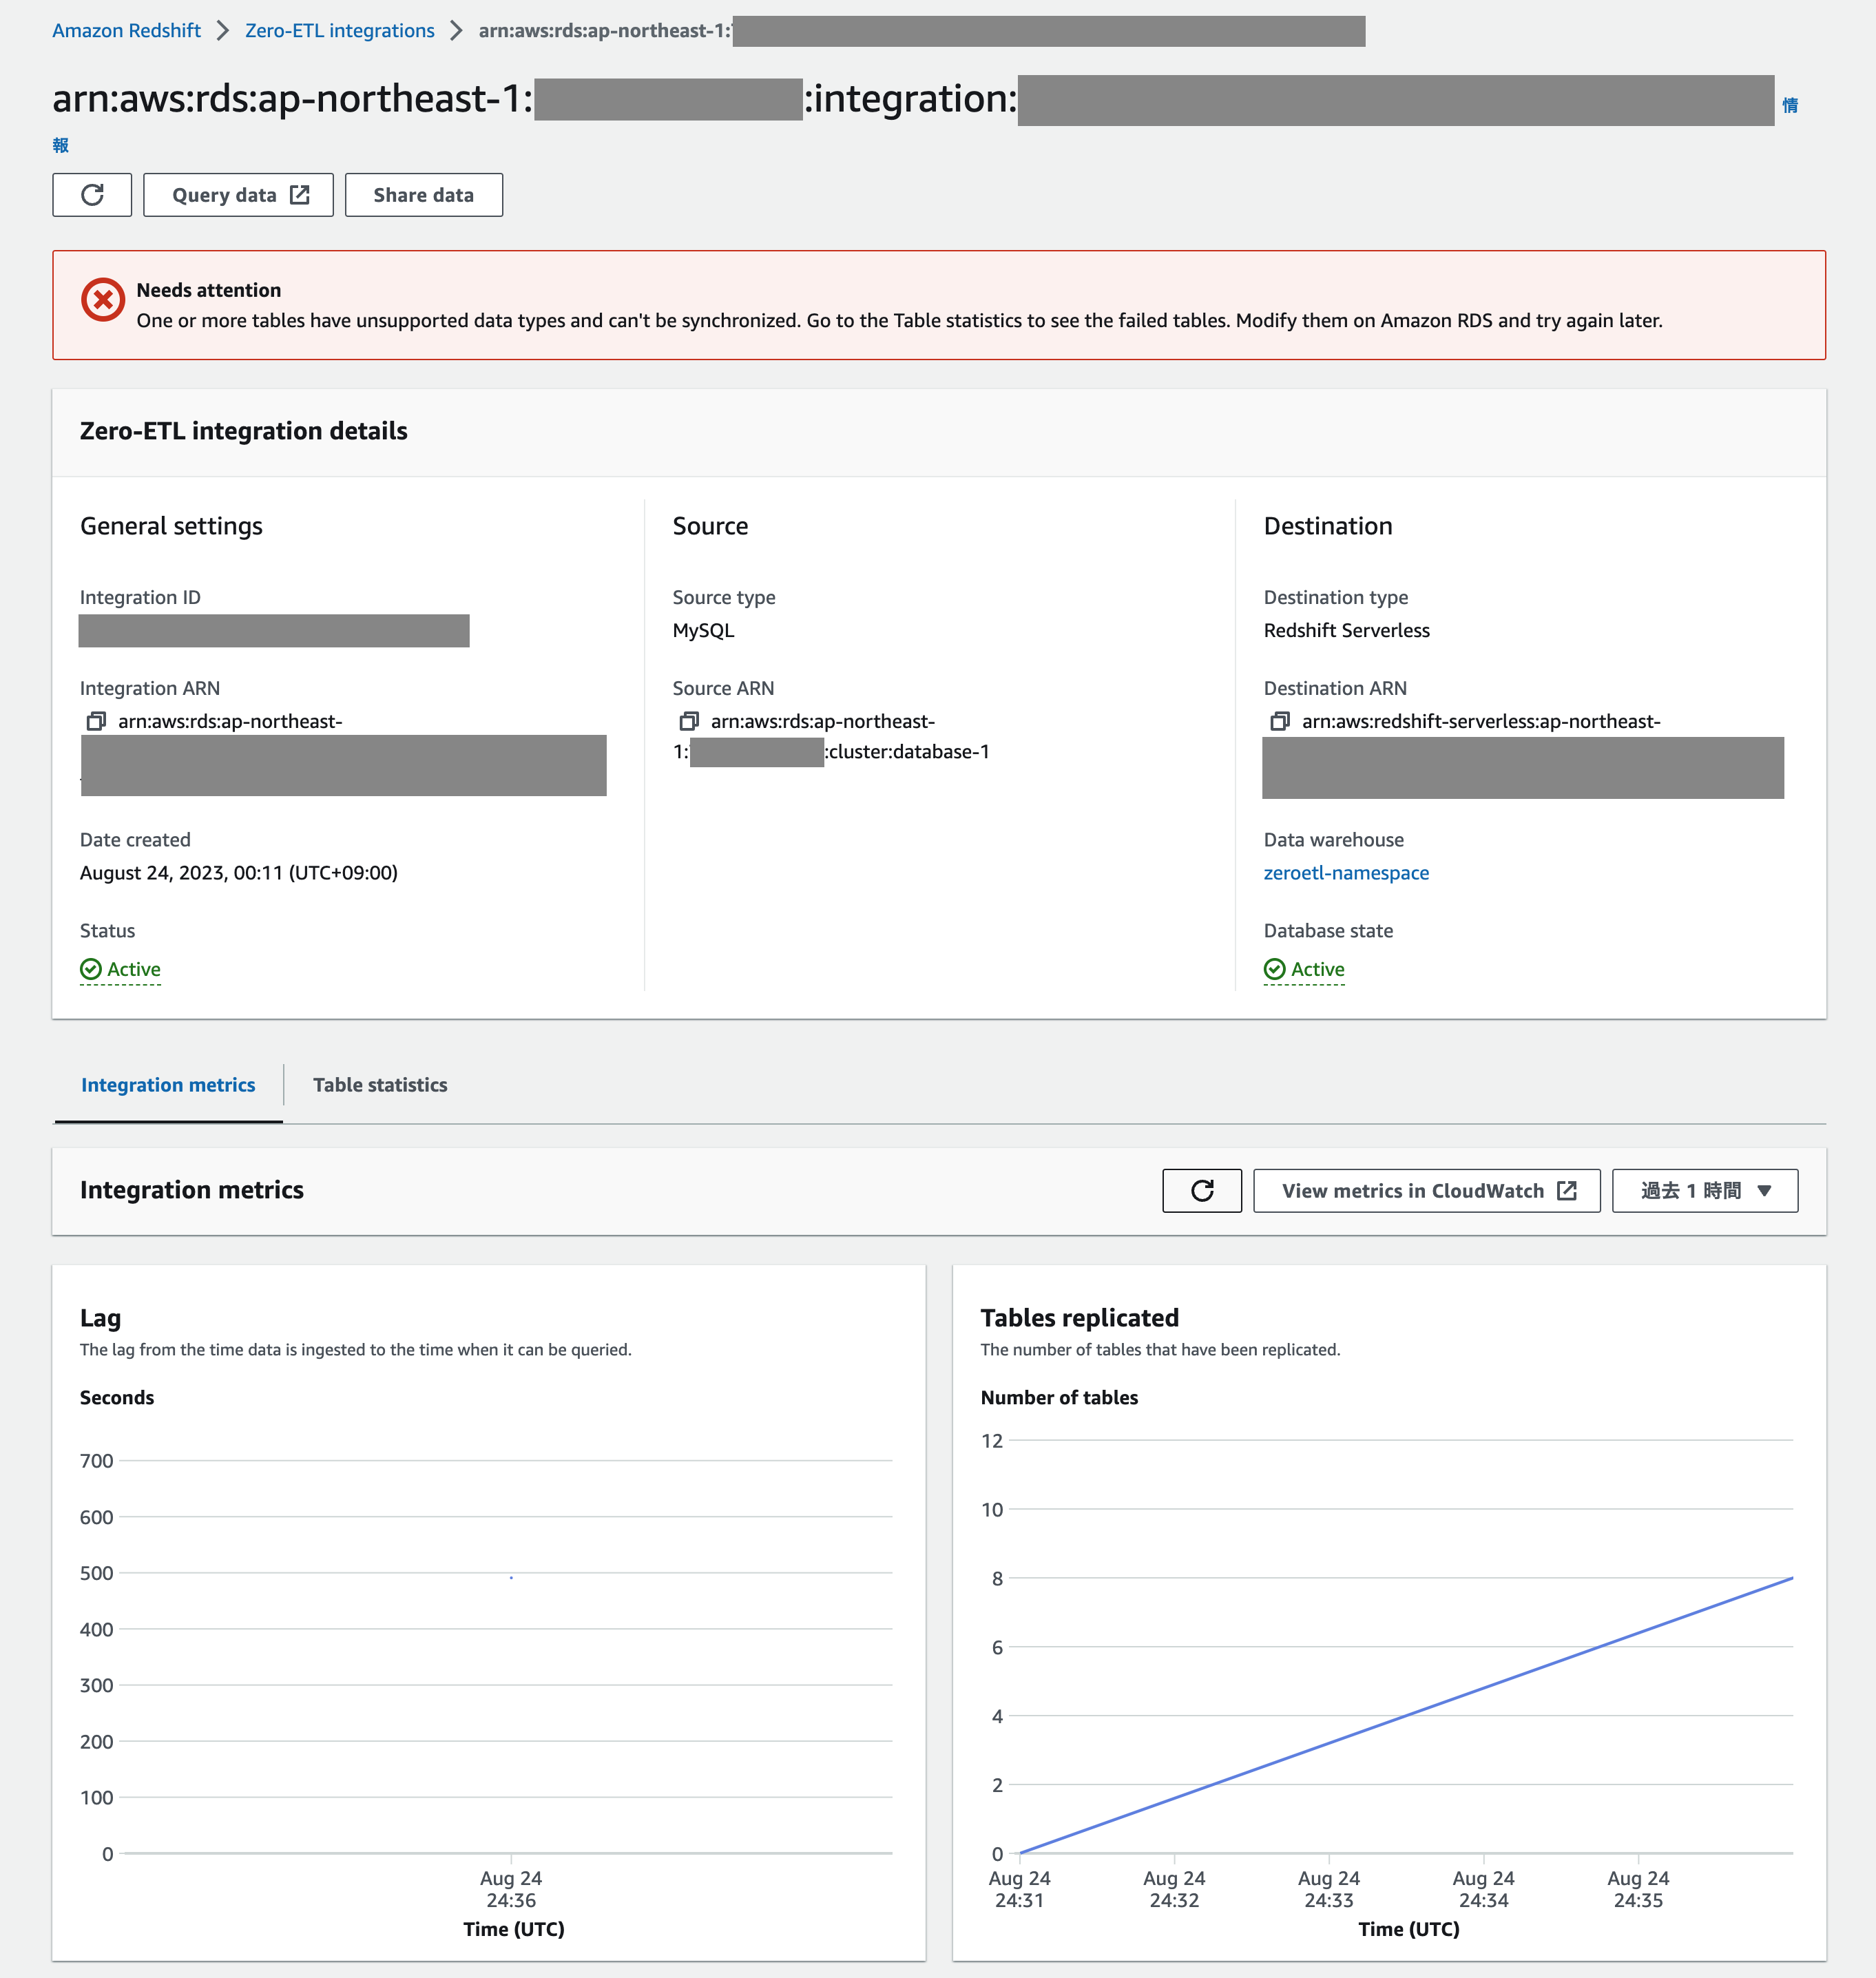 Amazon Redshift > Zero-ETL integrations > arn:aws:rds:ap-northeast-1:
arn:aws:rds:ap-northeast-1: :integration: 情
報
Query data Share data
Needs attention
One or more tables have unsupported data types and can't be synchronized. Go to the Table statistics to see the failed tables. Modify them on Amazon RDS and try again later.
Zero-ETL integration details
General settings
Integration ID
Integration ARN
arn:aws:rds:ap-northeast-
Date created
August 24, 2023, 00:11 (UTC+09:00)
Status
Active
Source
Source type
MySQL
Source ARN
arn:aws:rds:ap-northeast-
1: :cluster:database-1
Destination
Destination type
Redshift Serverless
Destination ARN
arn:aws:redshift-serverless:ap-northeast-
Data warehouse
zeroetl-namespace
Database state
Active
Integration metrics Table statistics
Integration metrics View metrics in CloudWatch 過去 1 時間 ▼
Lag
The lag from the time data is ingested to the time when it can be queried.
Seconds
700
600
500
400
300
200
100
0
Aug 24
24:36
Time (UTC)
Tables replicated
The number of tables that have been replicated.
Number of tables
12
10
8
6
4
2
0
Aug 24 Aug 24 Aug 24 Aug 24 Aug 24
24:31 24:32 24:33 24:34 24:35
Time (UTC)